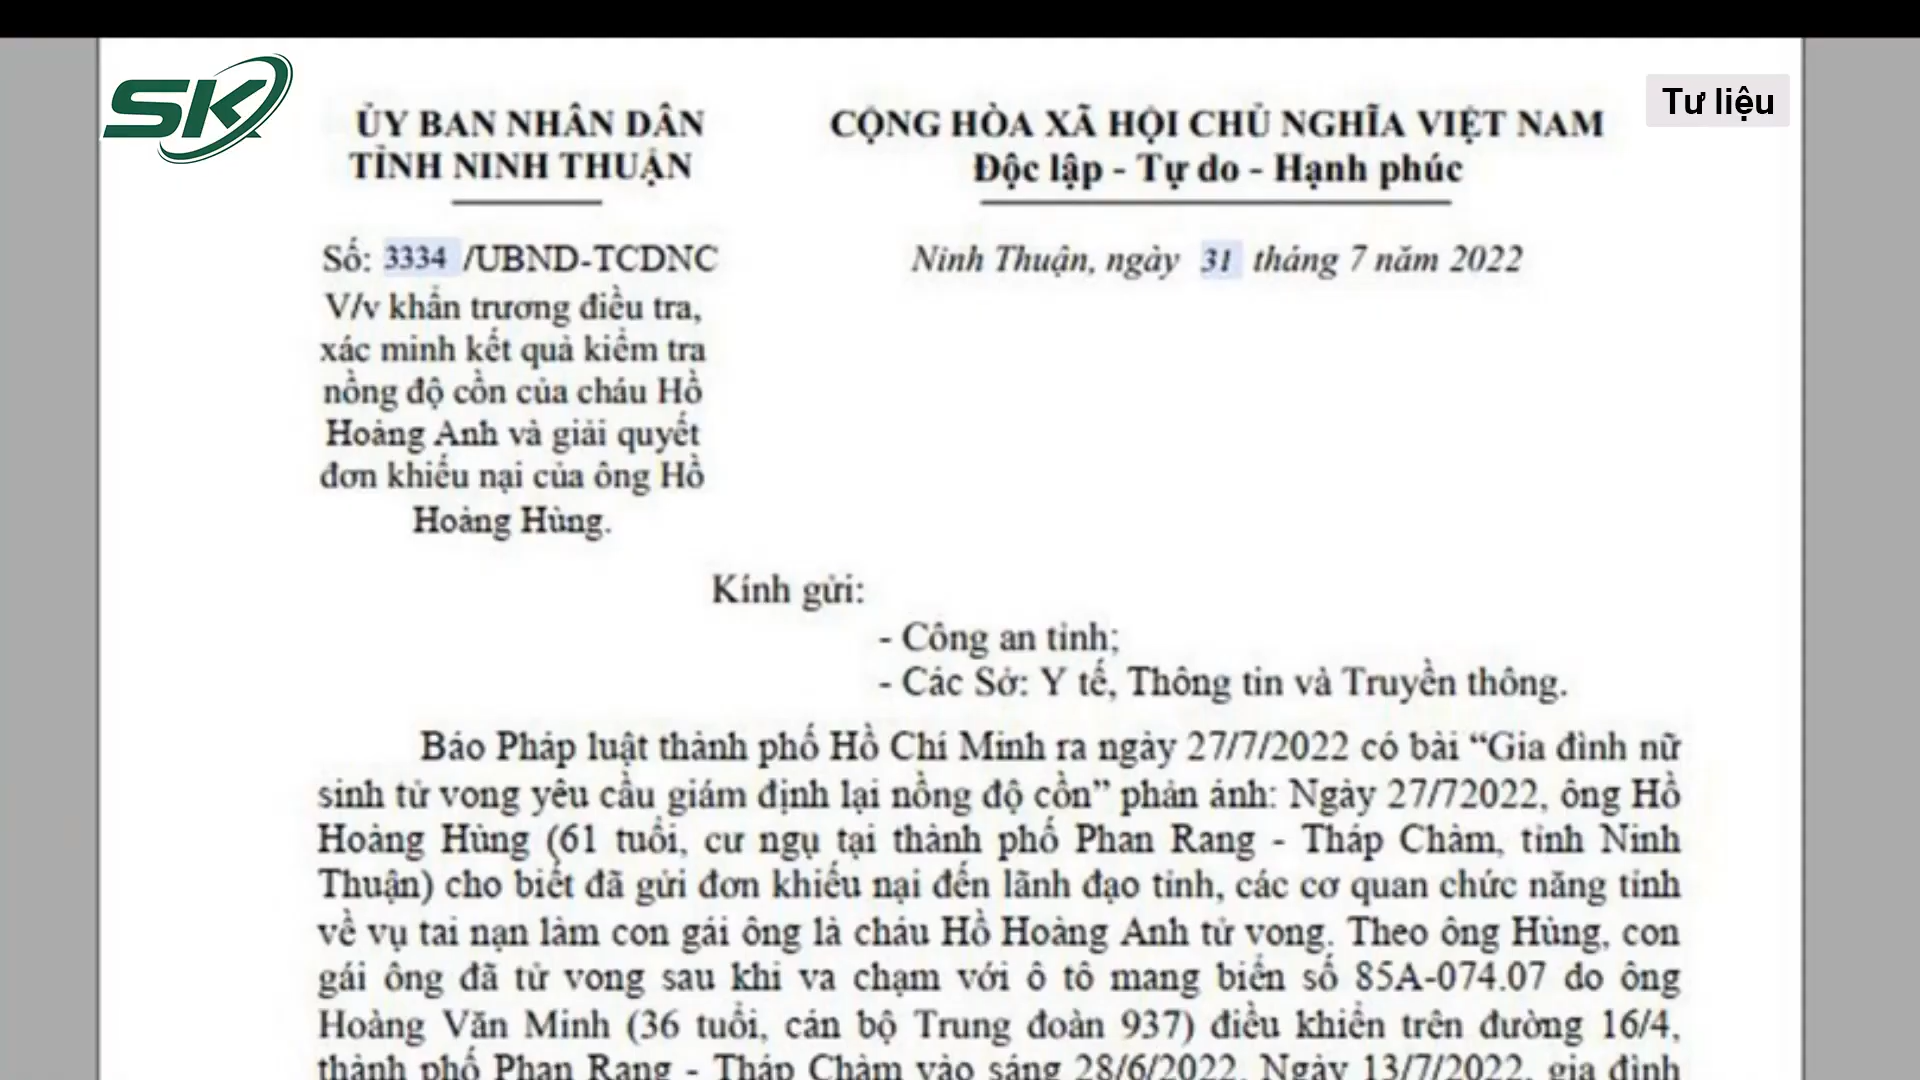 SK
Tư liệu
ỦY BAN NHÂN DÂN
TỈNH NINH THUẬN
CỘNG HÒA XÃ HỘI CHỦ NGHĨA VIỆT NAM
Độc lập - Tự do - Hạnh phúc
Số: 3334 /UBND-TCDNC
Ninh Thuận, ngày 31 tháng 7 năm 2022
V/v khẩn trương điều tra,
xác minh kết quả kiểm tra
nồng độ cồn của cháu Hồ
Hoàng Anh và giải quyết
đơn khiếu nại của ông Hồ
Hoàng Hùng.
Kính gửi:
- Công an tỉnh;
- Các Sở: Y tế, Thông tin và Truyền thông.
Báo Pháp luật thành phố Hồ Chí Minh ra ngày 27/7/2022 có bài “Gia đình nữ
sinh tử vong yêu cầu giám định lại nồng độ cồn” phản ánh: Ngày 27/72022, ông Hồ
Hoàng Hùng (61 tuổi, cư ngụ tại thành phố Phan Rang - Tháp Chàm, tỉnh Ninh
Thuận) cho biết đã gửi đơn khiếu nại đến lãnh đạo tỉnh, các cơ quan chức năng tỉnh
về vụ tai nạn làm con gái ông là cháu Hồ Hoàng Anh tử vong. Theo ông Hùng, con
gái ông đã tử vong sau khi va chạm với ô tô mang biển số 85A-074.07 do ông
Hoàng Văn Minh (36 tuổi, cán bộ Trung đoàn 937) điều khiển trên đường 16/4,
thành phố Phan Rang - Tháp Chàm vào sáng 28/6/2022. Ngày 13/7/2022, gia đình